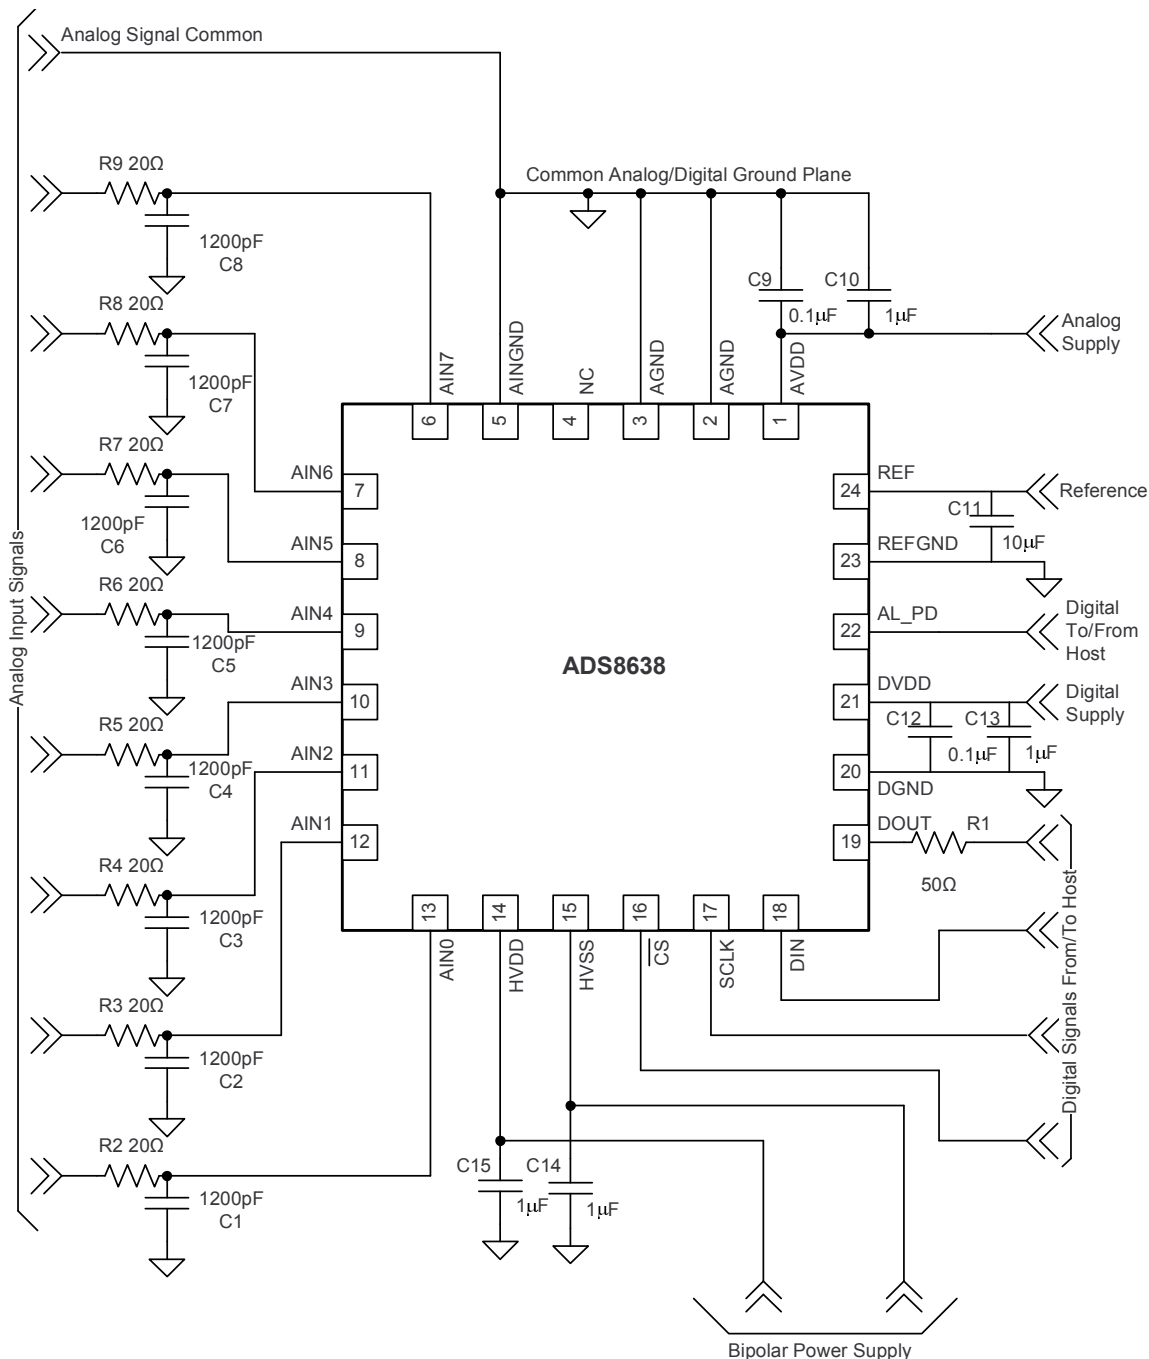 Analog Signal Common
R9 20Ω
1200pF
C8
Common Analog/Digital Ground Plane
R8 20Ω
1200pF
C7
C9
0.1μF
C10
1μF
Analog
Supply
AIN7
AINGND
NC
AGND
AGND
AVDD
6
5
4
3
2
1
R7 20Ω
1200pF
C6
R6 20Ω
1200pF
C5
R5 20Ω
1200pF
C4
R4 20Ω
1200pF
C3
R3 20Ω
1200pF
C2
R2 20Ω
1200pF
C1
Analog Input Signals
AIN6
7
AIN5
8
AIN4
9
AIN3
10
AIN2
11
AIN1
12
ADS8638
24
REF
Reference
C11
10μF
23
REFGND
22
AL_PD
Digital
To/From
Host
21
DVDD
Digital
Supply
C12
0.1μF
C13
1μF
20
DGND
19
DOUT
R1
50Ω
13
14
15
16
17
18
AIN0
HVDD
HVSS
CS
SCLK
DIN
Digital Signals From/To Host
C15
1μF
C14
1μF
Bipolar Power Supply